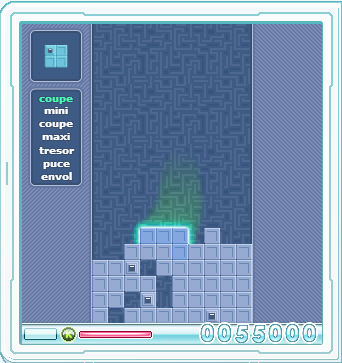 coupe
mini
coupe
maxi
tresor
puce
envol
0055000